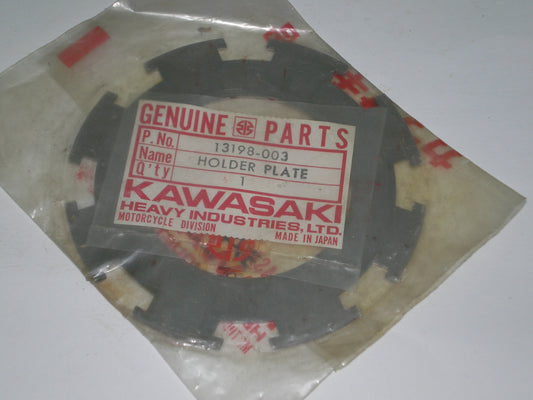 GENUINE PARTS
P. No. 13198-003
Name HOLDER PLATE
Q'ty 1
KAWASAKI
HEAVY INDUSTRIES, LTD.
MOTORCYCLE DIVISION MADE IN JAPAN